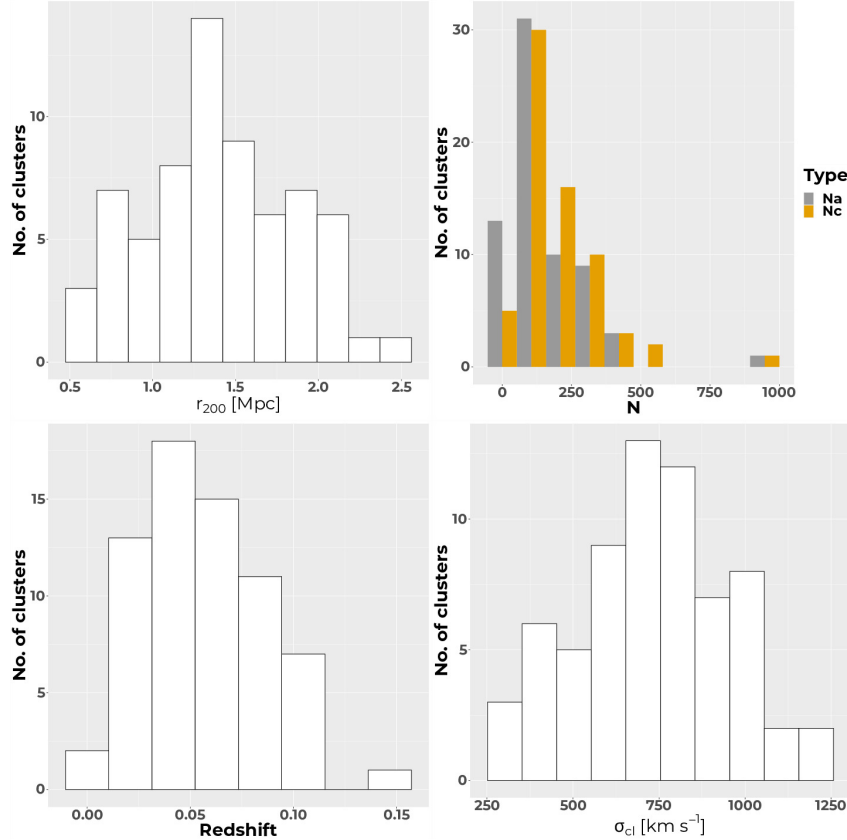 No. of clusters
10
5
0
0.5 1.0 1.5 2.0 2.5
r200 [Mpc]
No. of clusters
30
20
10
0
0 250 500 750 1000
N
Type
Na
Nc
No. of clusters
15
10
5
0
0.00 0.05 0.10 0.15
Redshift
No. of clusters
10
5
0
250 500 750 1000 1250
σcl [km s⁻¹]